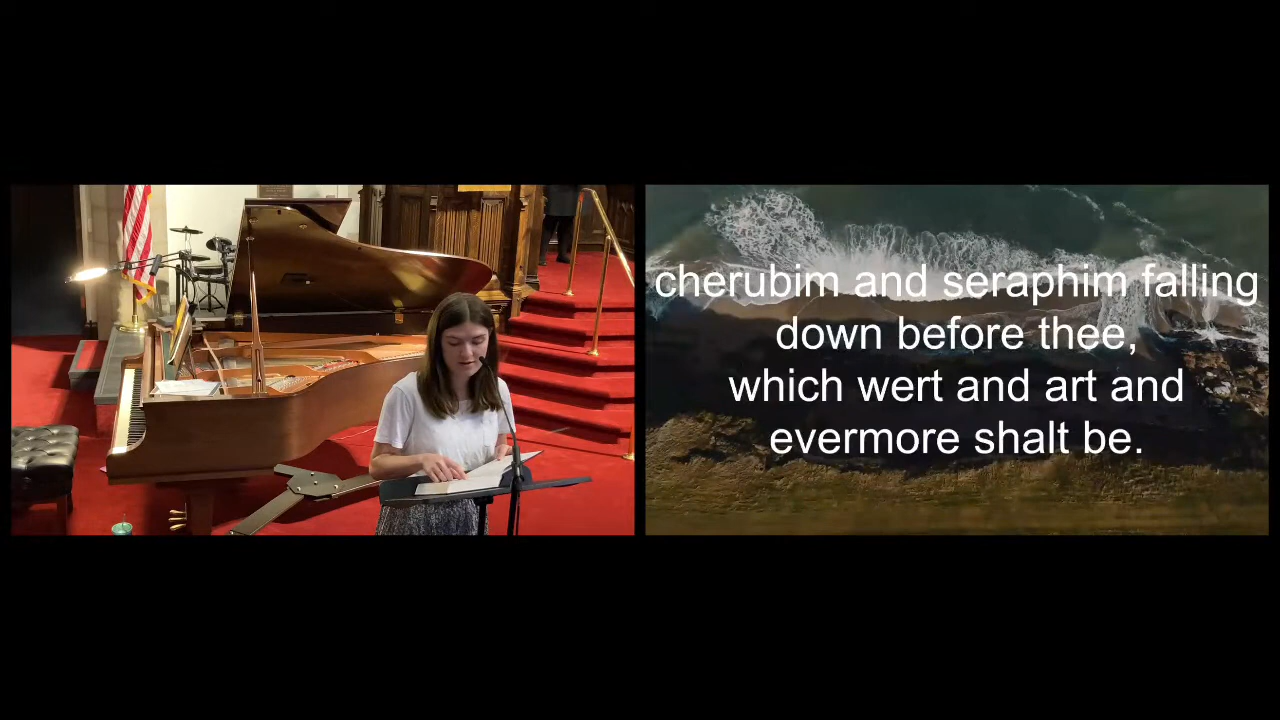 cherubim and seraphim falling
down before thee,
which wert and art and
evermore shalt be.